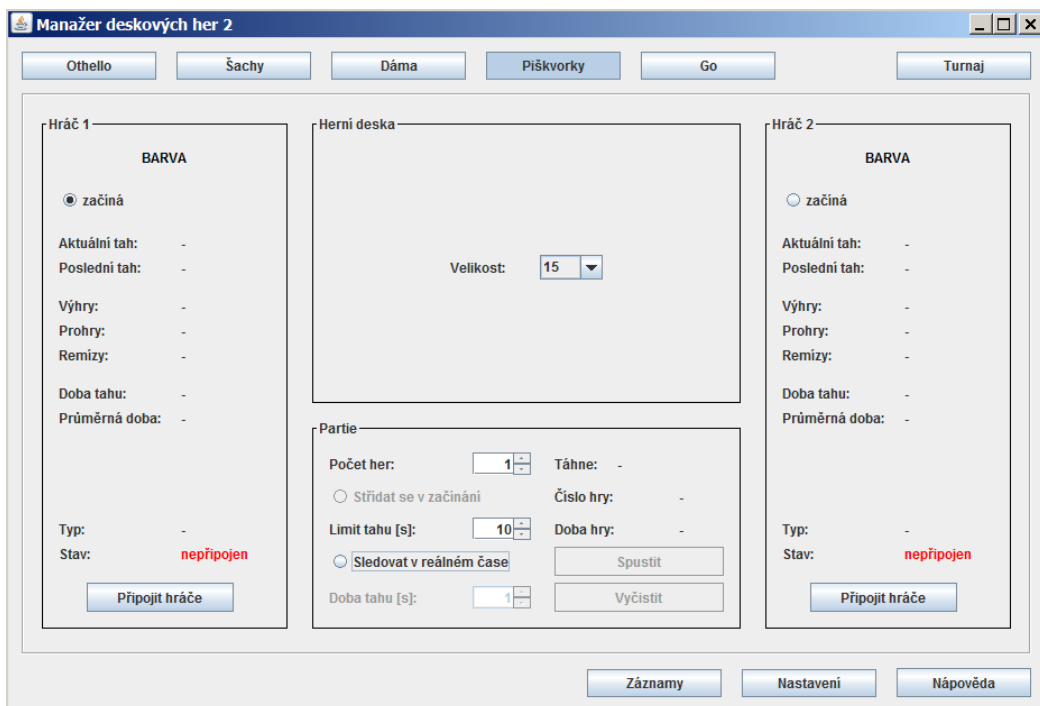 Manažer deskových her 2
Othello Šachy Dáma Piškvorky Go Turnaj
Hráč 1
BARVA
začíná
Aktuální tah: -
Poslední tah: -
Výhry: -
Prohry: -
Remízy: -
Doba tahu: -
Průměrná doba: -
Typ: -
Stav: nepřipojen
Připojit hráče
Herní deska
Velikost: 15
Partie
Počet her: 1
Střídat se v začínání
Limit tahu [s]: 10
Sledovat v reálném čase
Doba tahu [s]: 1
Táhne: -
Číslo hry: -
Doba hry: -
Spustit
Vyčistit
Hráč 2
BARVA
začíná
Aktuální tah: -
Poslední tah: -
Výhry: -
Prohry: -
Remízy: -
Doba tahu: -
Průměrná doba: -
Typ: -
Stav: nepřipojen
Připojit hráče
Záznamy Nastavení Nápověda